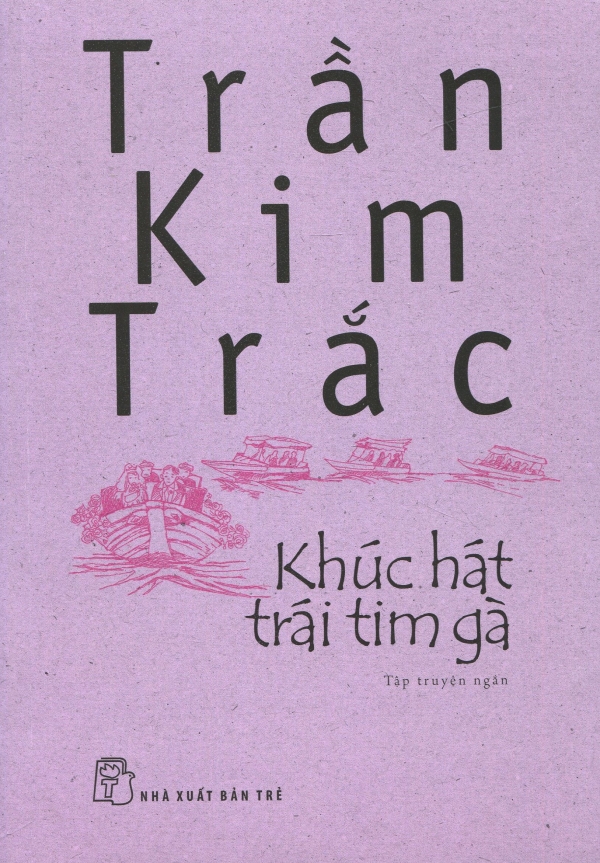 Trần
Kim
Trắc
Khúc hát
trái tim gà
Tập truyện ngắn
NHÀ XUẤT BẢN TRẺ